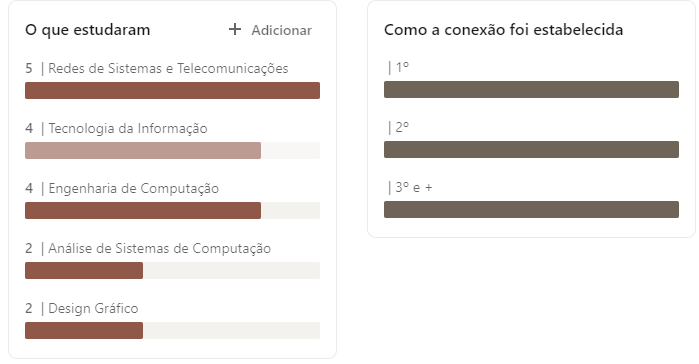 O que estudaram
+ Adicionar
5 | Redes de Sistemas e Telecomunicações
4 | Tecnologia da Informação
4 | Engenharia de Computação
2 | Análise de Sistemas de Computação
2 | Design Gráfico
Como a conexão foi estabelecida
| 1º
| 2º
| 3º e +